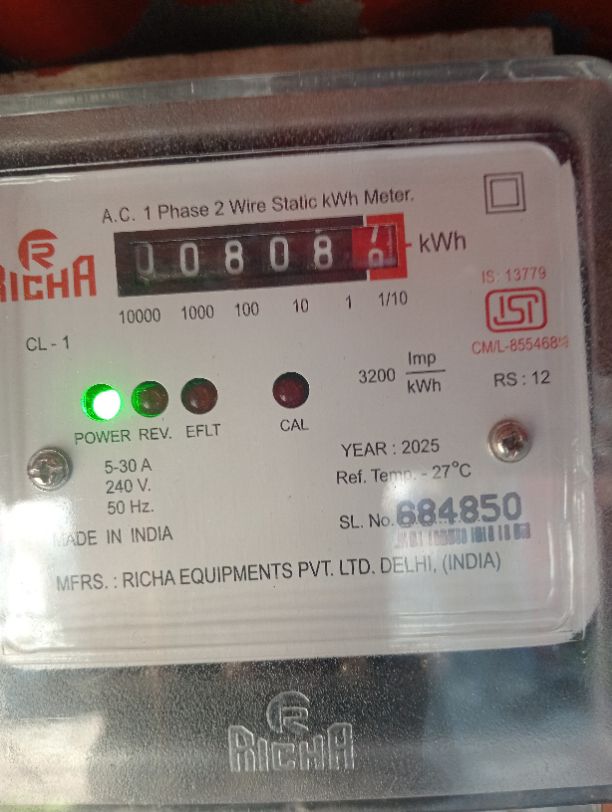 A.C. 1 Phase 2 Wire Static kWh Meter.
RICHA
0 0 8 0 8 kWh
10000 1000 100 10 1 1/10
IS: 13779
ISI
CL - 1
3200 Imp/kWh
RS : 12
POWER REV. EFLT CAL
5-30 A
240 V.
50 Hz.
YEAR : 2025
Ref. Temp. - 27°C
SL. No. 684850
MADE IN INDIA
MFRS. : RICHA EQUIPMENTS PVT. LTD. DELHI, (INDIA)
RICHA